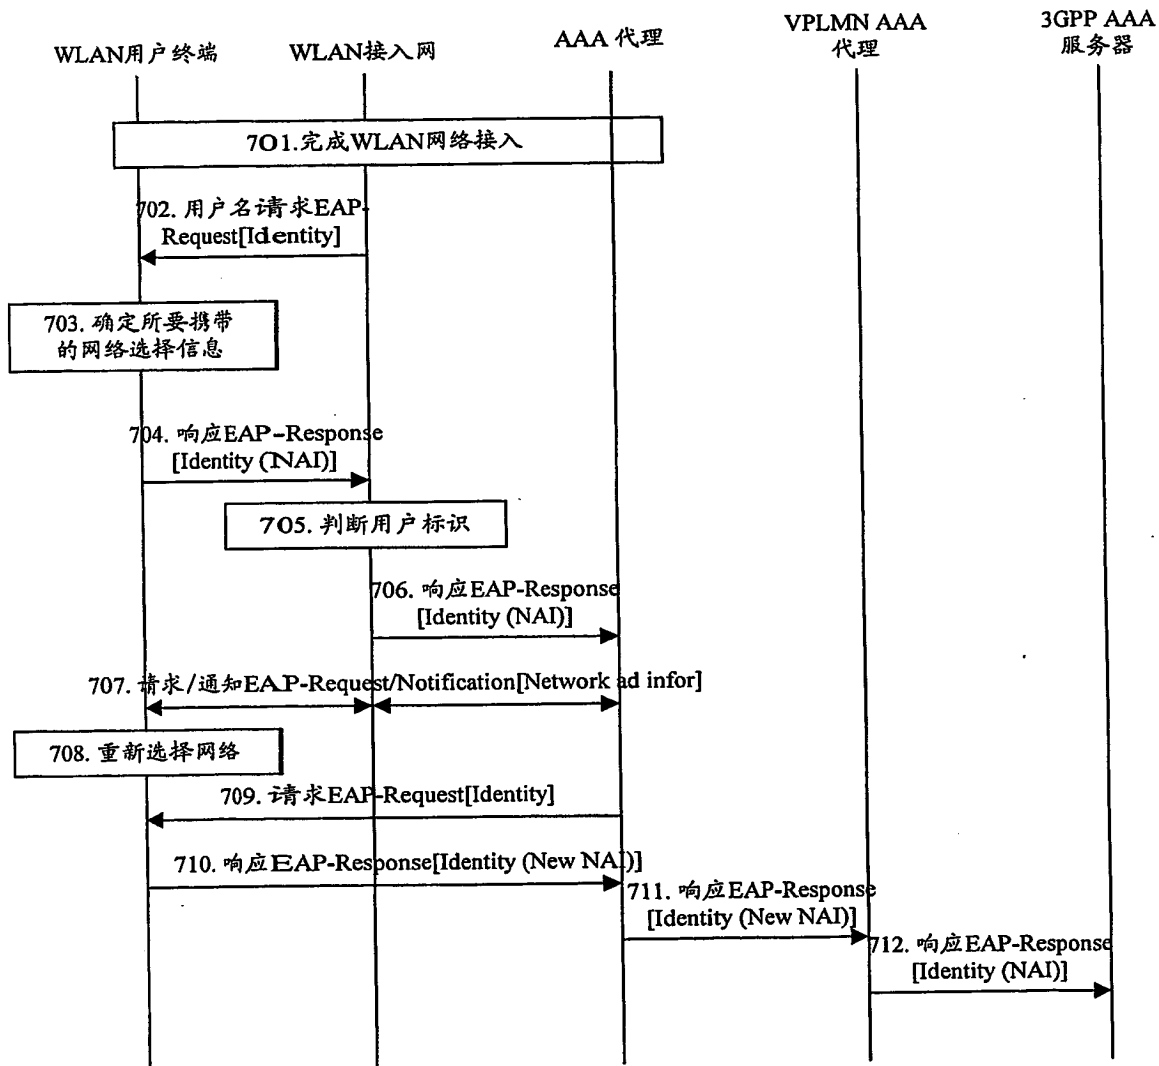 WLAN用户终端
WLAN接入网
AAA 代理
VPLMN AAA
代理
3GPP AAA
服务器
701.完成WLAN网络接入
702. 用户名请求EAP-
Request[Identity]
703. 确定所要携带
的网络选择信息
704. 响应EAP-Response
[Identity (NAI)]
705. 判断用户标识
706. 响应EAP-Response
[Identity (NAI)]
707. 请求/通知EAP-Request/Notification[Network ad infor]
708. 重新选择网络
709. 请求EAP-Request[Identity]
710. 响应EAP-Response[Identity (New NAI)]
711. 响应EAP-Response
[Identity (New NAI)]
712. 响应EAP-Response
[Identity (NAI)]